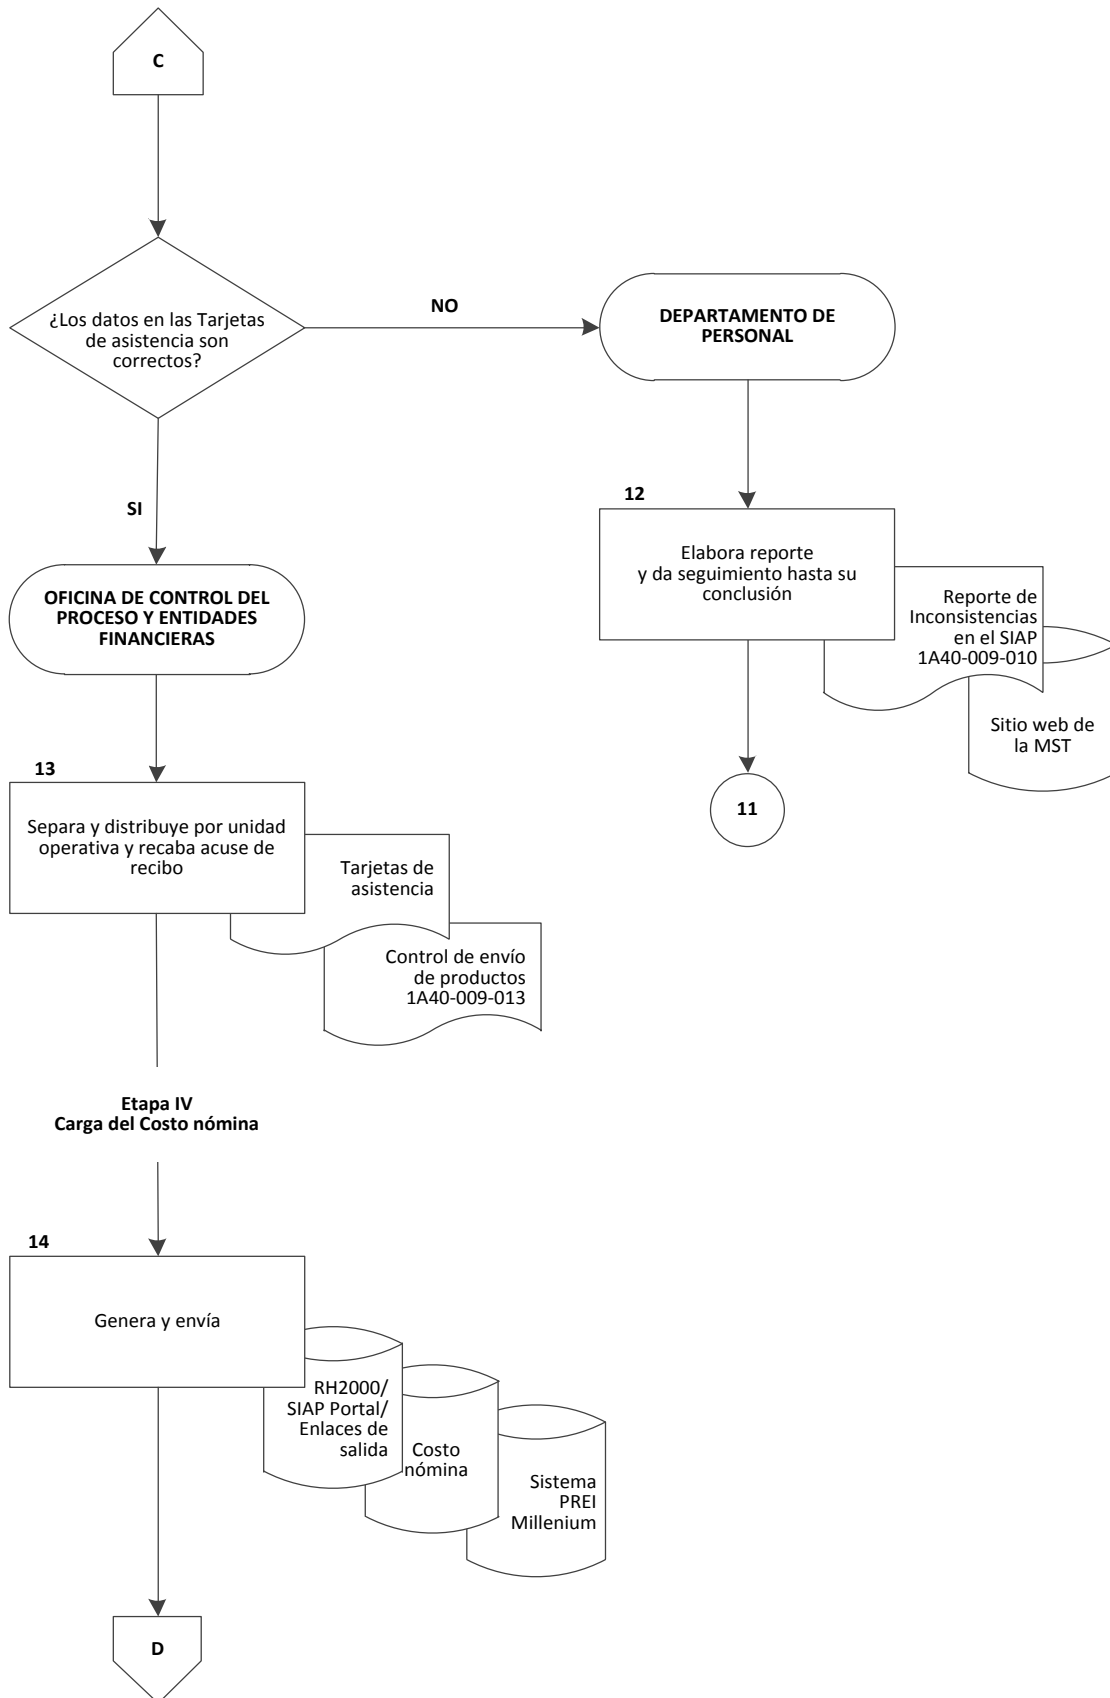 C
¿Los datos en las Tarjetas
de asistencia son
correctos?
NO
DEPARTAMENTO DE
PERSONAL
12
Elabora reporte
y da seguimiento hasta su
conclusión
Reporte de
Inconsistencias
en el SIAP
1A40-009-010
Sitio web de
la MST
11
SI
OFICINA DE CONTROL DEL
PROCESO Y ENTIDADES
FINANCIERAS
13
Separa y distribuye por unidad
operativa y recaba acuse de
recibo
Tarjetas de
asistencia
Control de envío
de productos
1A40-009-013
Etapa IV
Carga del Costo nómina
14
Genera y envía
RH2000/
SIAP Portal/
Enlaces de
salida
Costo
nómina
Sistema
PREI
Millenium
D